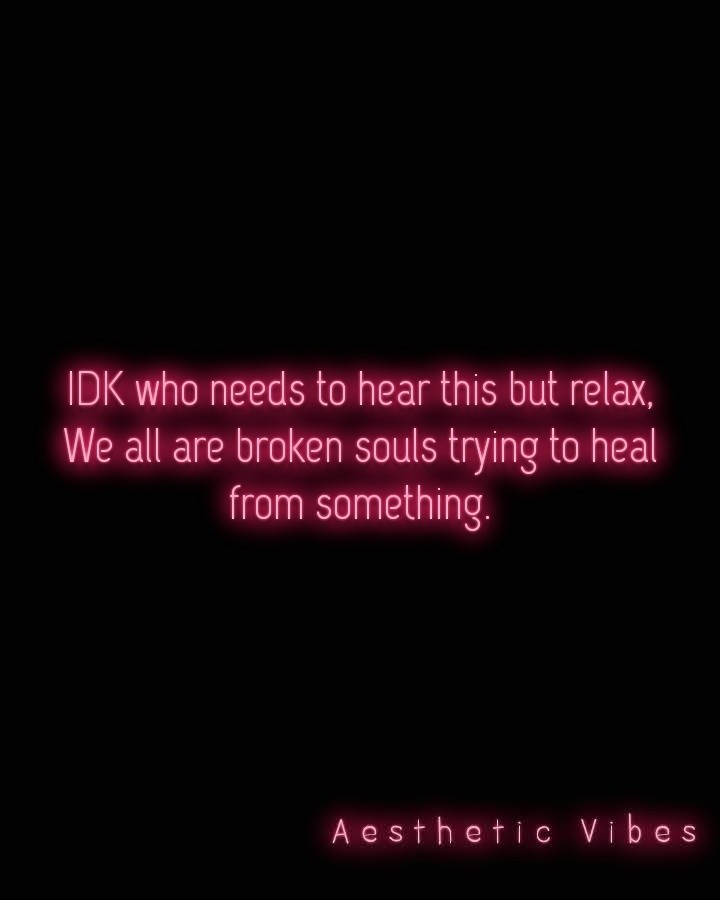 IDK who needs to hear this but relax,
We all are broken souls trying to heal
from something.
Aesthetic Vibes